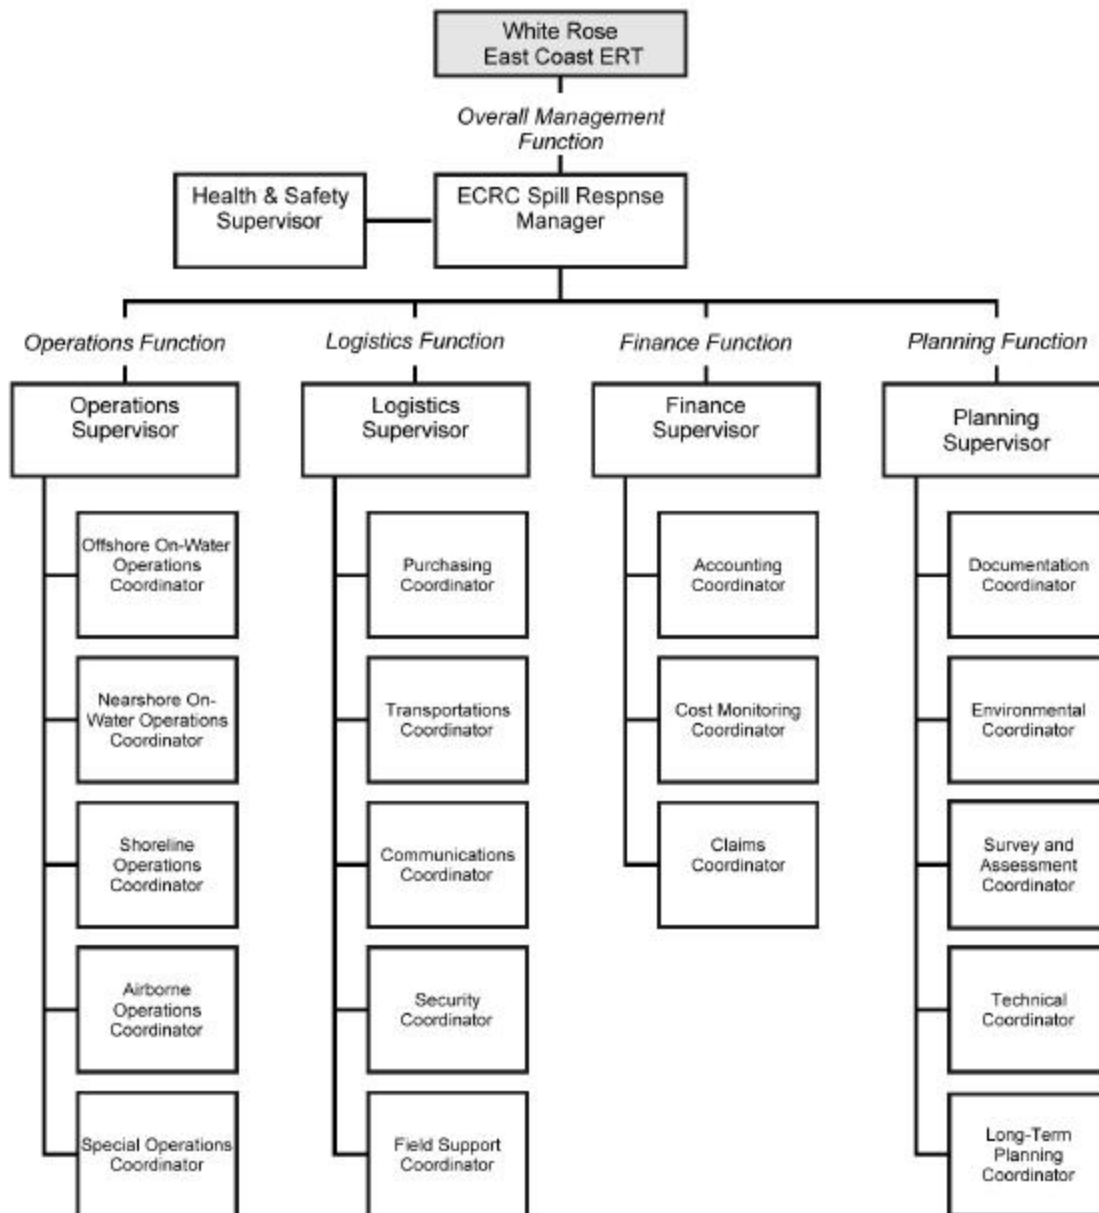 White Rose
East Coast ERT
Overall Management
Function
Health & Safety
Supervisor
ECRC Spill Respnse
Manager
Operations Function
Logistics Function
Finance Function
Planning Function
Operations
Supervisor
Logistics
Supervisor
Finance
Supervisor
Planning
Supervisor
Offshore On-Water
Operations
Coordinator
Purchasing
Coordinator
Accounting
Coordinator
Documentation
Coordinator
Nearshore On-
Water Operations
Coordinator
Transportations
Coordinator
Cost Monitoring
Coordinator
Environmental
Coordinator
Shoreline
Operations
Coordinator
Communications
Coordinator
Claims
Coordinator
Survey and
Assessment
Coordinator
Airborne
Operations
Coordinator
Security
Coordinator
Technical
Coordinator
Special Operations
Coordinator
Field Support
Coordinator
Long-Term
Planning
Coordinator